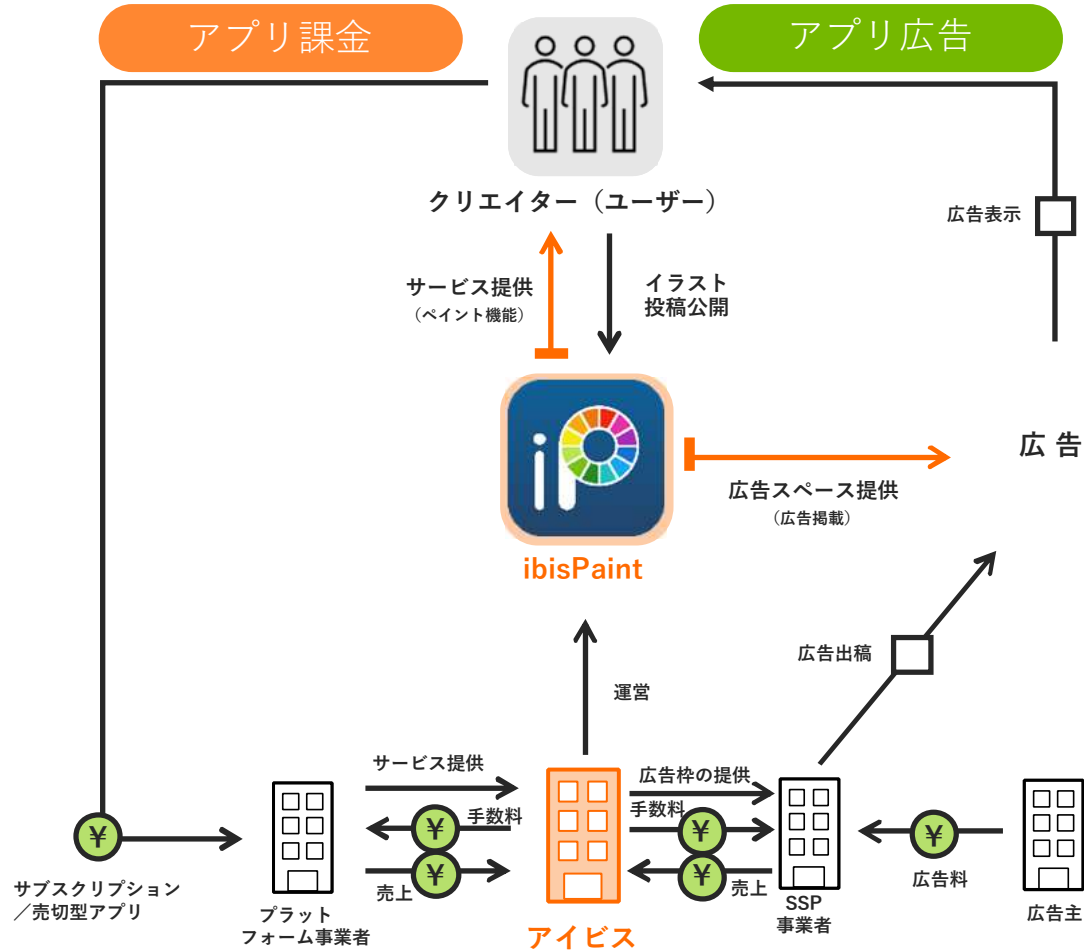 アプリ課金
アプリ広告
クリエイター（ユーザー）
広告表示
サービス提供
（ペイント機能）
イラスト
投稿公開
iP
広告
広告スペース提供
（広告掲載）
ibisPaint
広告出稿
運営
サービス提供
広告枠の提供
¥
手数料
手数料
¥
¥
¥
¥
売上
¥
売上
広告料
サブスクリプション
／売切型アプリ
プラット
フォーム事業者
アイビス
SSP
事業者
広告主